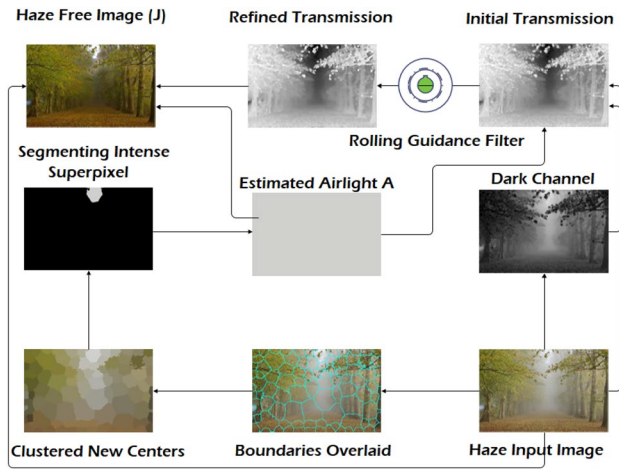 Haze Free Image (J)
Refined Transmission
Initial Transmission
Rolling Guidance Filter
Segmenting Intense
Superpixel
Estimated Airlight A
Dark Channel
Clustered New Centers
Boundaries Overlaid
Haze Input Image